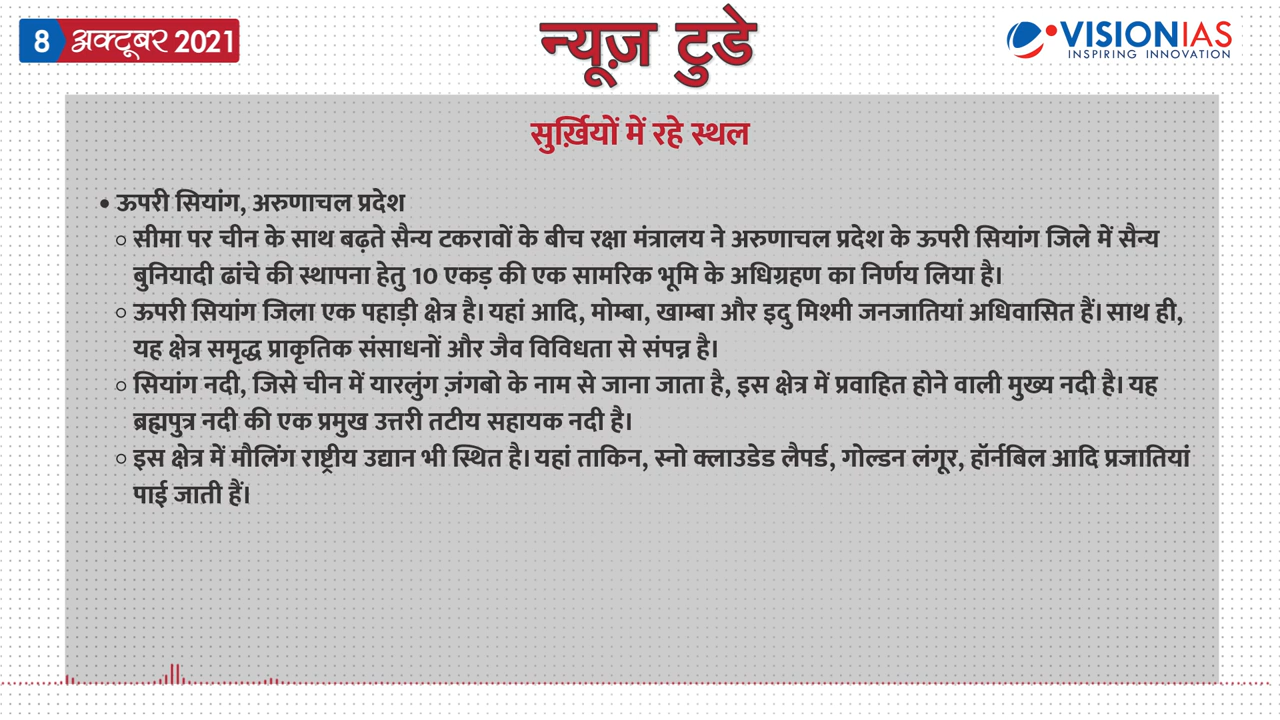 8 अक्टूबर 2021
न्यूज़ टुडे
VISIONIAS
INSPIRING INNOVATION
सुर्ख़ियों में रहे स्थल
• ऊपरी सियांग, अरुणाचल प्रदेश
○ सीमा पर चीन के साथ बढ़ते सैन्य टकरावों के बीच रक्षा मंत्रालय ने अरुणाचल प्रदेश के ऊपरी सियांग जिले में सैन्य
बुनियादी ढांचे की स्थापना हेतु 10 एकड़ की एक सामरिक भूमि के अधिग्रहण का निर्णय लिया है।
○ ऊपरी सियांग जिला एक पहाड़ी क्षेत्र है। यहां आदि, मोम्बा, खाम्बा और इदु मिश्मी जनजातियां अधिवासित हैं। साथ ही,
यह क्षेत्र समृद्ध प्राकृतिक संसाधनों और जैव विविधता से संपन्न है।
○ सियांग नदी, जिसे चीन में यारलुंग ज़ंगबो के नाम से जाना जाता है, इस क्षेत्र में प्रवाहित होने वाली मुख्य नदी है। यह
ब्रह्मपुत्र नदी की एक प्रमुख उत्तरी तटीय सहायक नदी है।
○ इस क्षेत्र में मौलिंग राष्ट्रीय उद्यान भी स्थित है। यहां ताकिन, स्नो क्लाउडेड लैपर्ड, गोल्डन लंगूर, हॉर्नबिल आदि प्रजातियां
पाई जाती हैं।